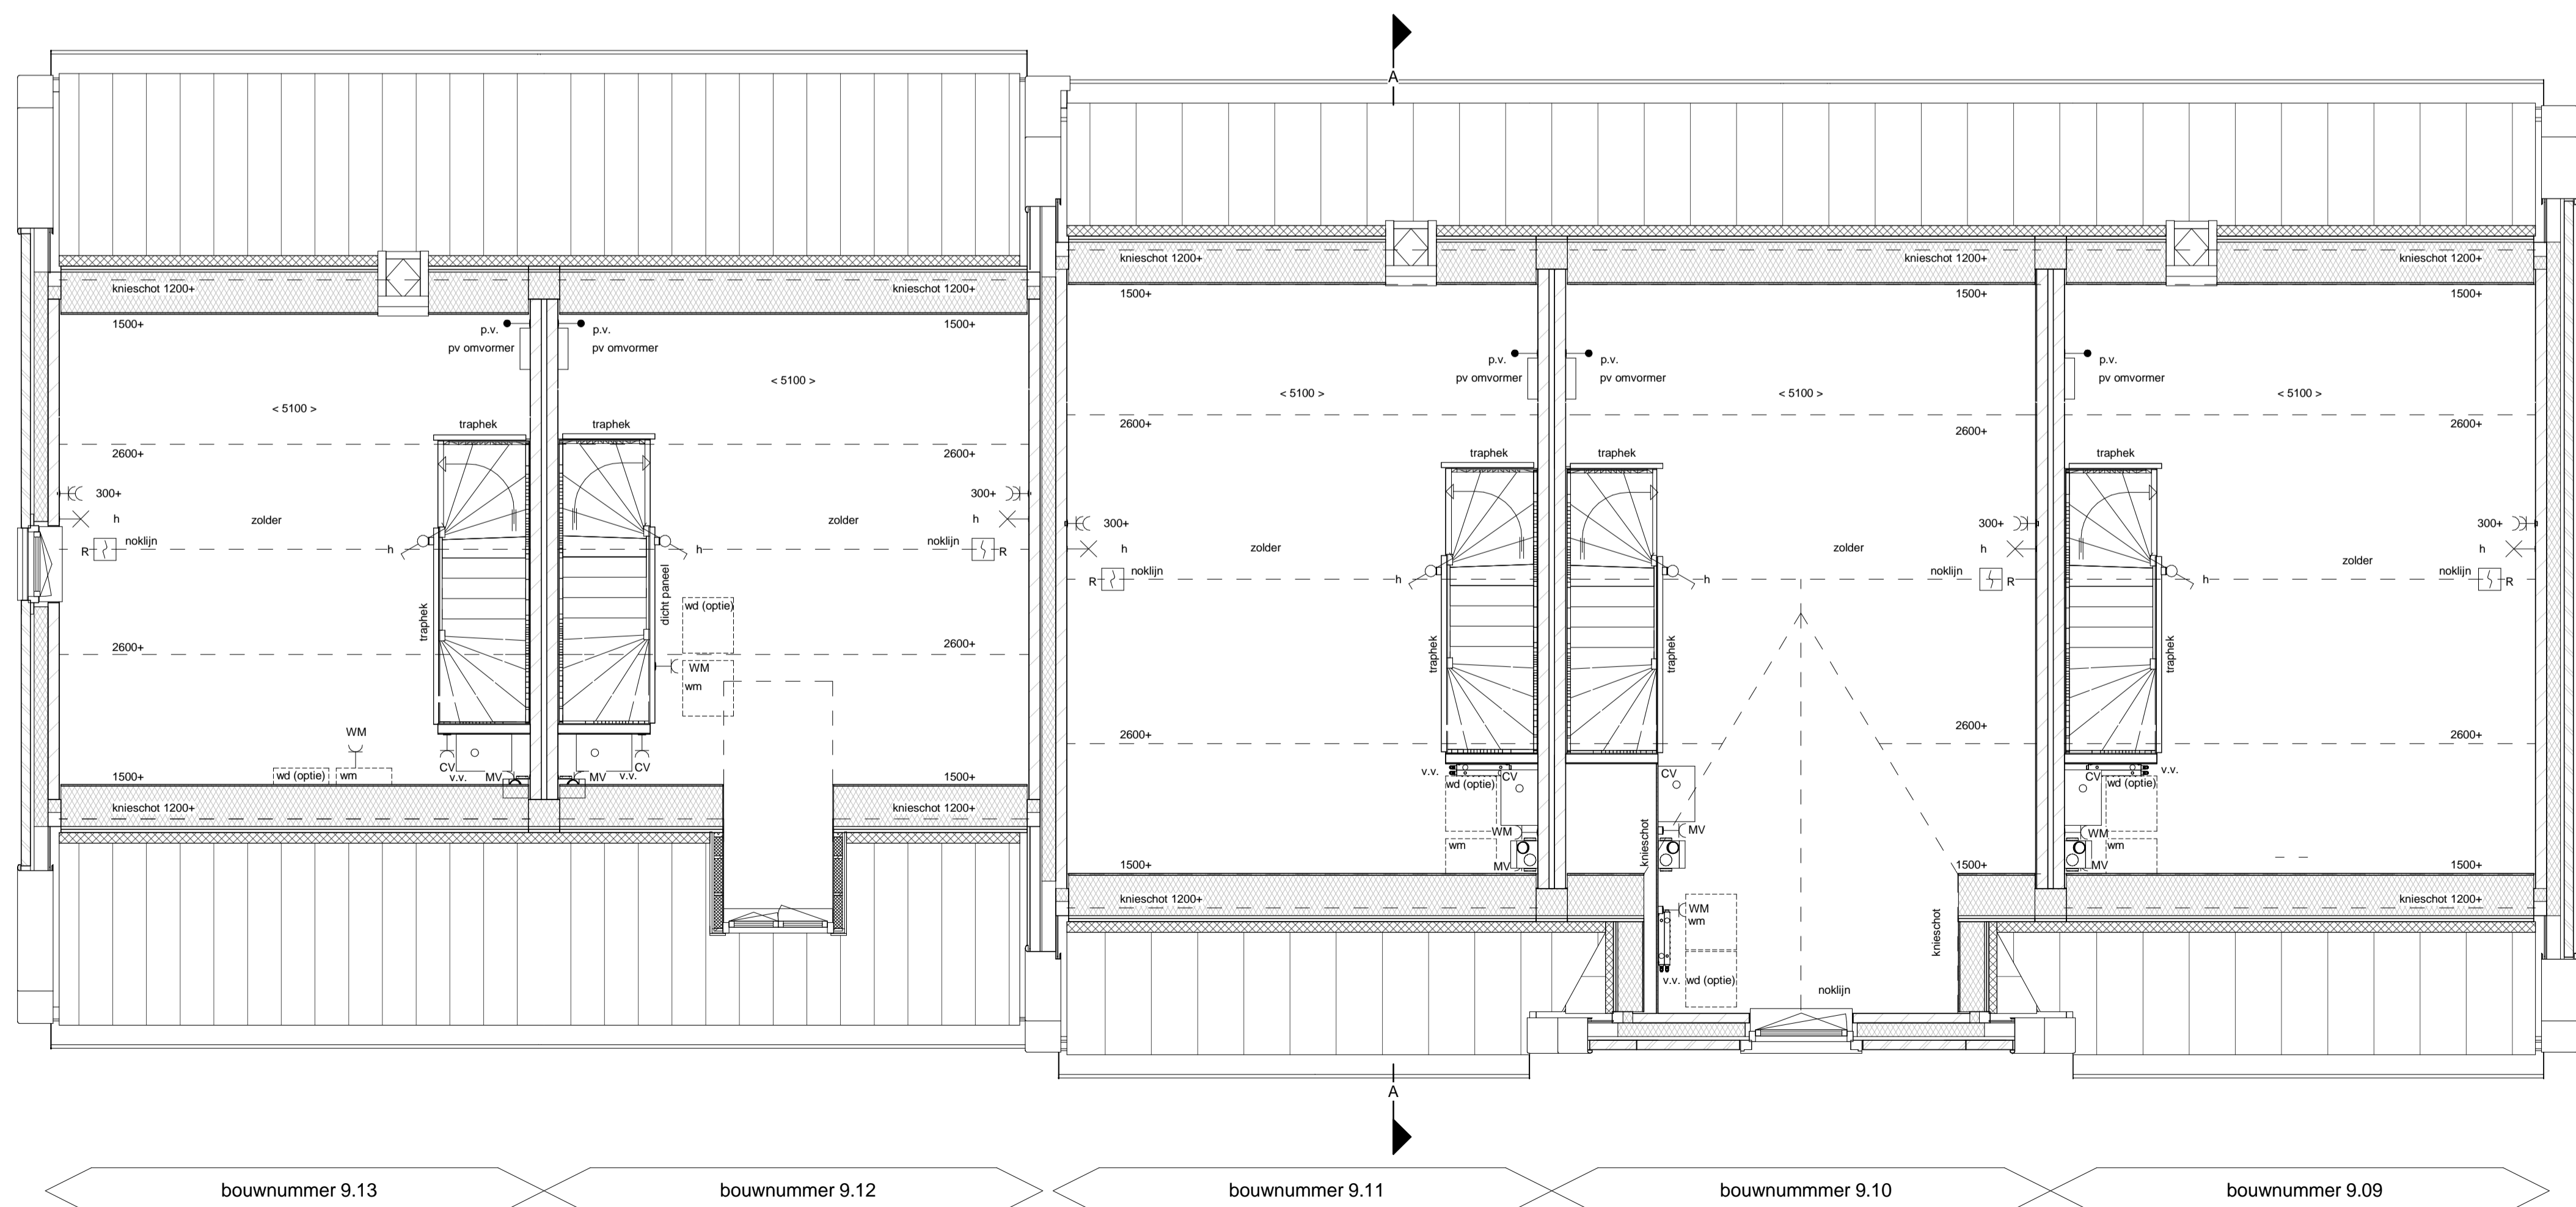 A
knieschot 1200+
knieschot 1200+
knieschot 1200+
knieschot 1200+
knieschot 1200+
1500+
1500+
1500+
1500+
1500+
p.v.
p.v.
pv omvormer
pv omvormer
p.v.
p.v.
p.v.
pv omvormer
pv omvormer
pv omvormer
< 5100 >
< 5100 >
< 5100 >
< 5100 >
< 5100 >
traphek
traphek
2600+
2600+
2600+
2600+
2600+
traphek
traphek
traphek
2600+
2600+
300+
300+
h
zolder
zolder
h
300+
300+
300+
R
noklijn
h
h
noklijn
R
h
zolder
zolder
h
h
zolder
R
noklijn
h
h
noklijn
R
h
noklijn
R
traphek
dicht paneel
wd (optie)
WM
wm
traphek
traphek
traphek
2600+
2600+
2600+
2600+
2600+
WM
wd (optie)
wm
CV
v.v.
MV
MV
v.v.
CV
1500+
1500+
v.v.
CV
wd (optie)
WM
wm
MV
CV
MV
knieschot
CV
v.v.
wd (optie)
WM
wm
MV
knieschot 1200+
knieschot 1200+
1500+
1500+
1500+
knieschot 1200+
knieschot 1200+
WM
wm
v.v.
wd (optie)
knieschot
noklijn
A
bouwnummer 9.13
bouwnummer 9.12
bouwnummer 9.11
bouwnummmer 9.10
bouwnummer 9.09